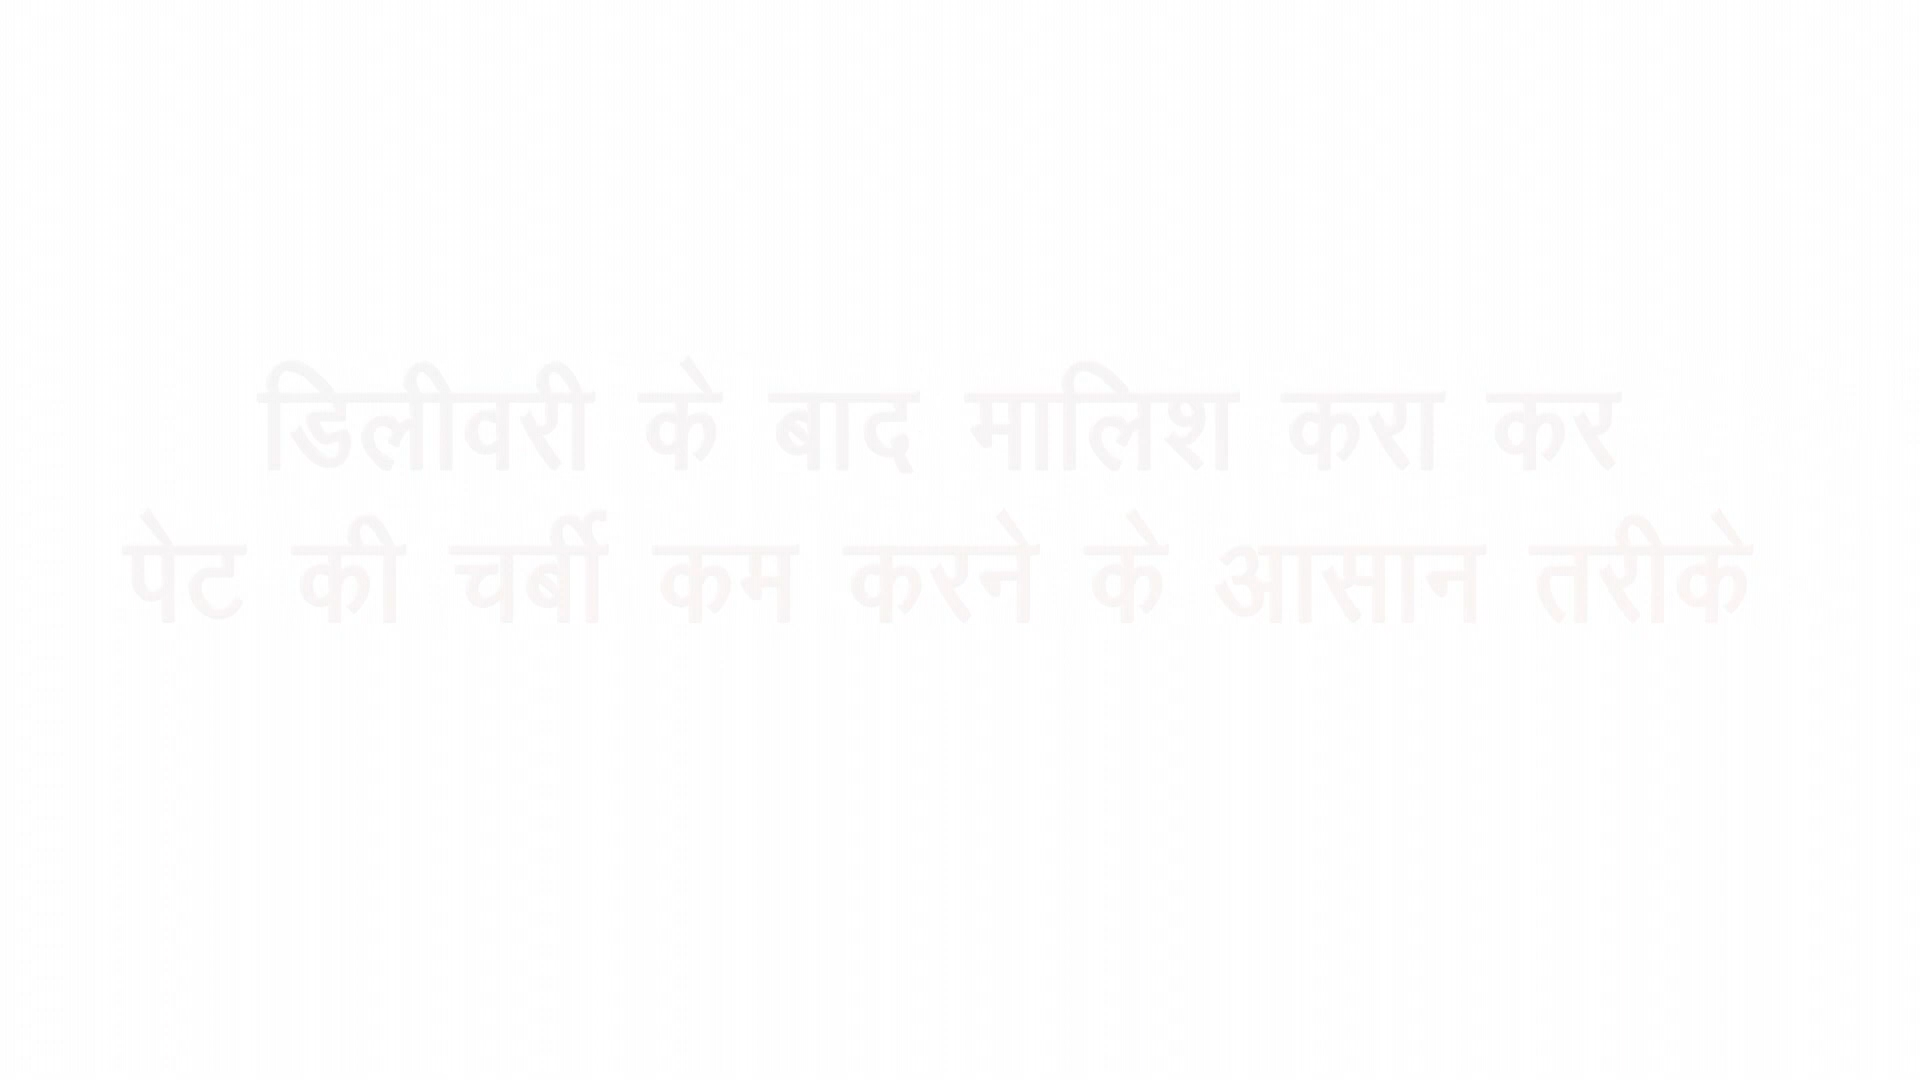 डिलीवरी के बाद मालिश करा कर
पेट की चर्बी कम करने के आसान तरीके